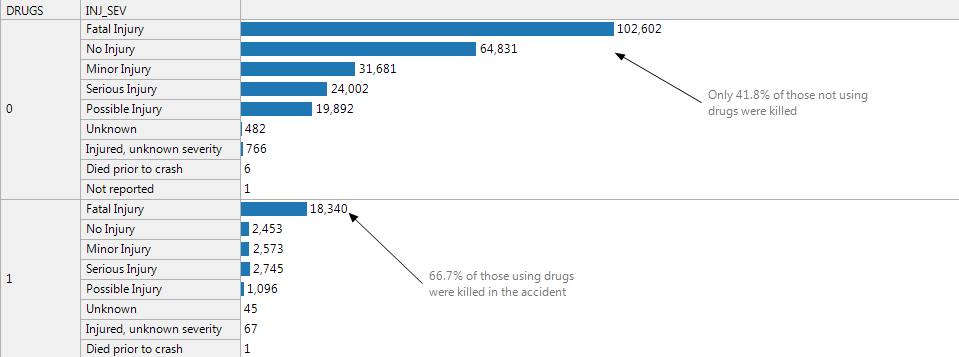 DRUGS INJ_SEV
0
Fatal Injury 102,602
No Injury 64,831
Minor Injury 31,681
Serious Injury 24,002
Possible Injury 19,892
Unknown 482
Injured, unknown severity 766
Died prior to crash 6
Not reported 1
Only 41.8% of those not using
drugs were killed
1
Fatal Injury 18,340
No Injury 2,453
Minor Injury 2,573
Serious Injury 2,745
Possible Injury 1,096
Unknown 45
Injured, unknown severity 67
Died prior to crash 1
66.7% of those using drugs
were killed in the accident